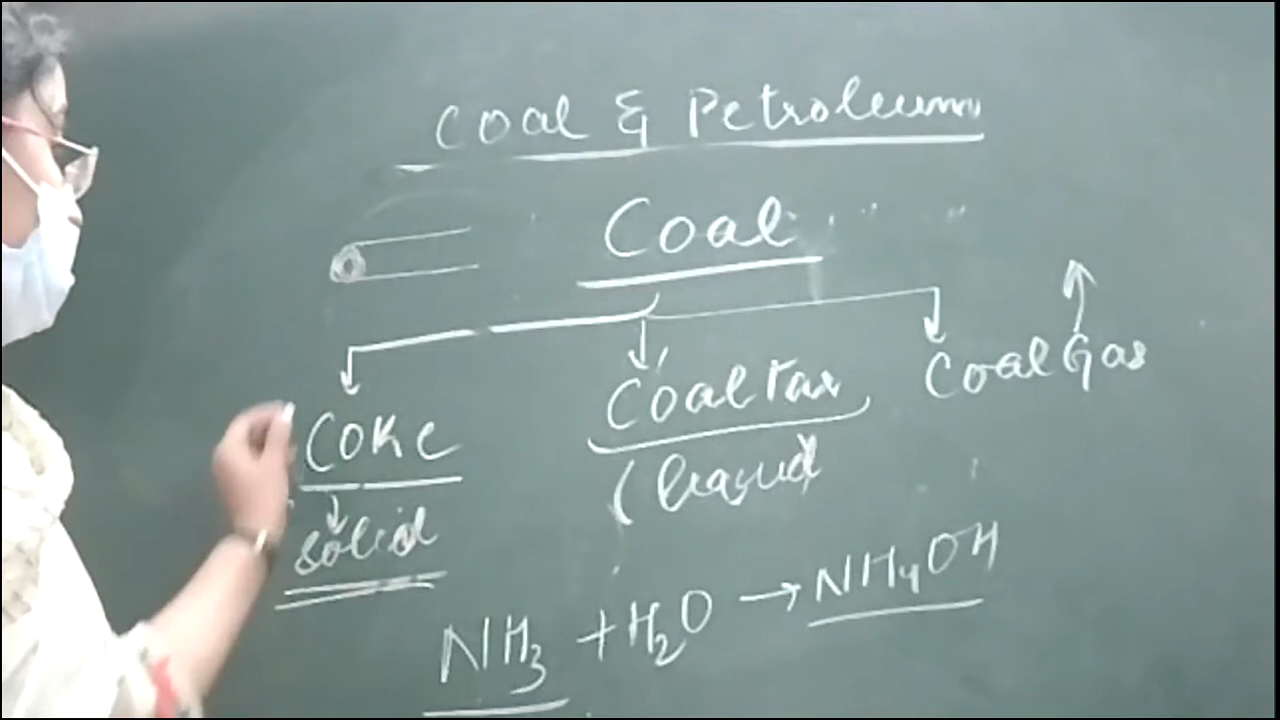 Coal & Petroleum
Coal
Coke Coal Tar Coal Gas
solid (liquid)
NH₃ + H₂O → NH₄OH